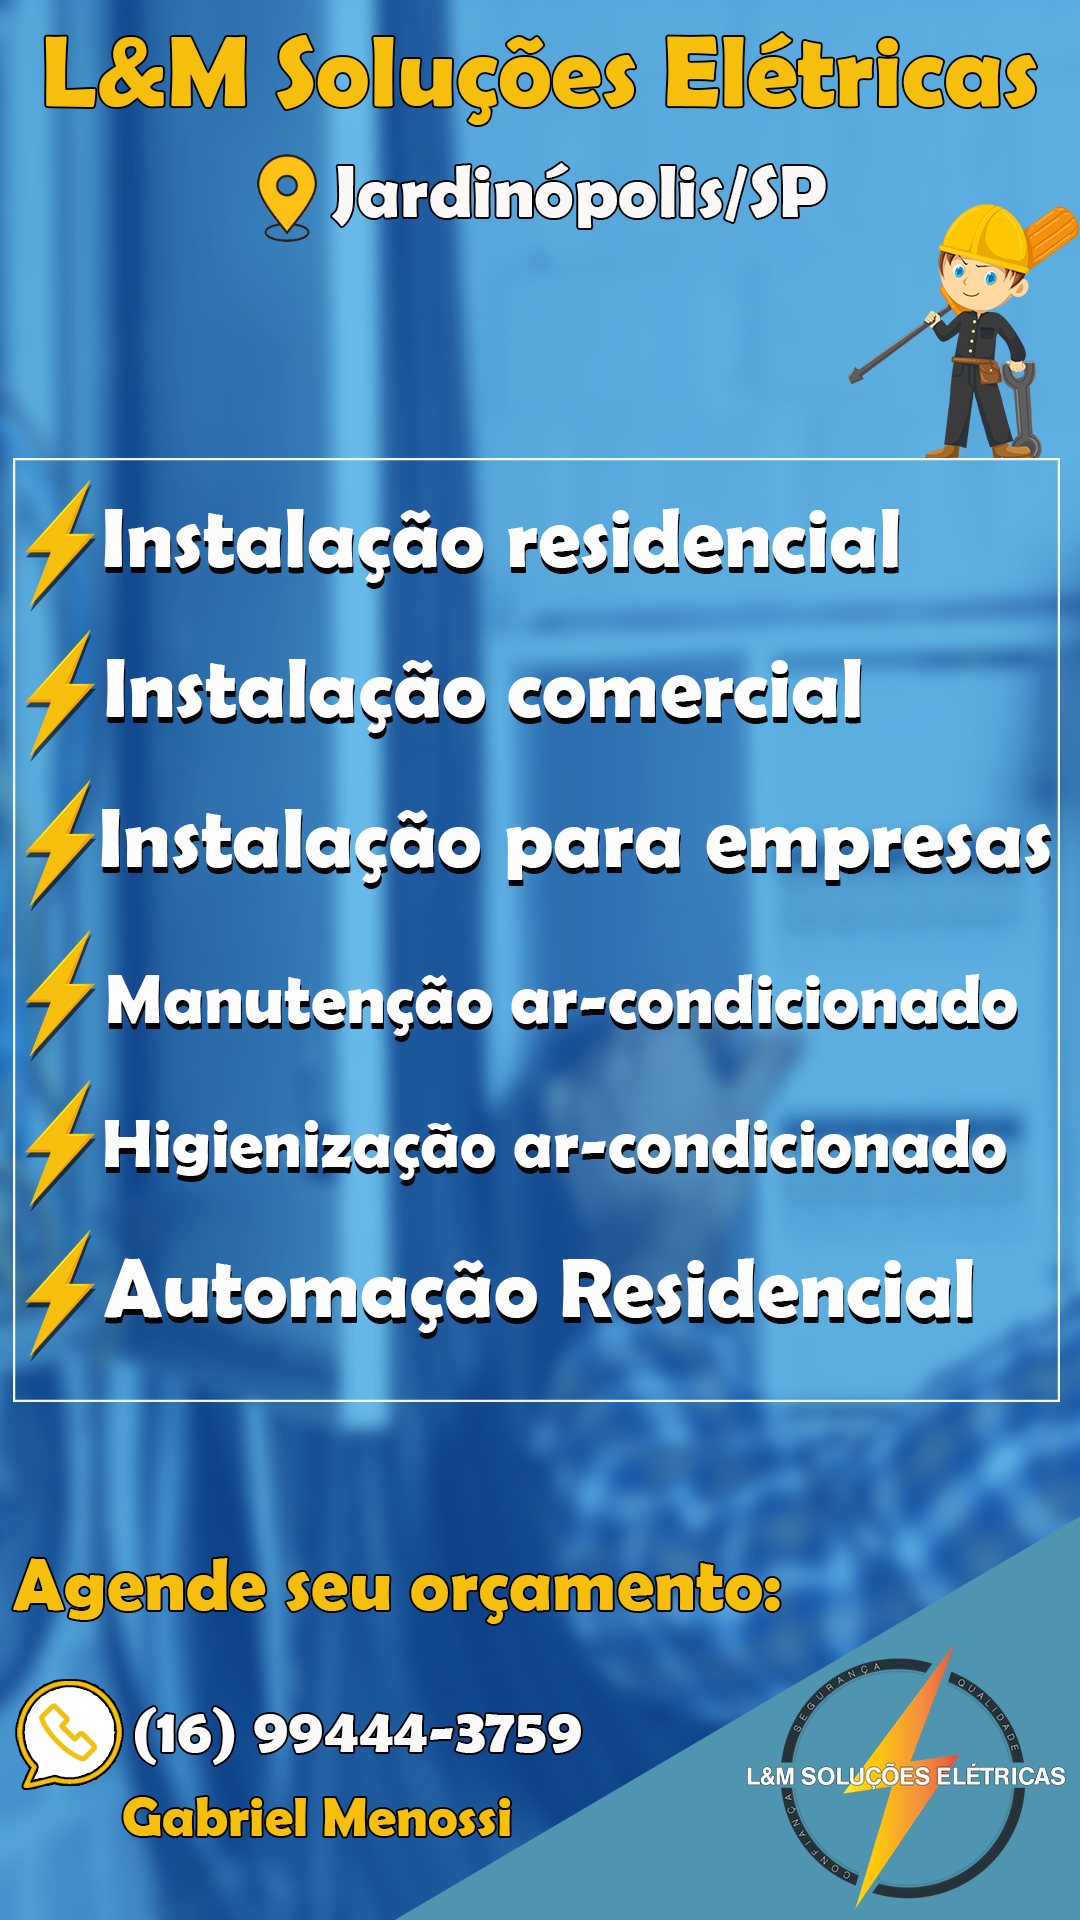 L&M Soluções Elétricas
Jardinópolis/SP
Instalação residencial
Instalação comercial
Instalação para empresas
Manutenção ar-condicionado
Higienização ar-condicionado
Automação Residencial
Agende seu orçamento:
(16) 99444-3759
Gabriel Menossi
SEGURANÇA
QUALIDADE
L&M SOLUÇÕES ELÉTRICAS
CONFIANÇA